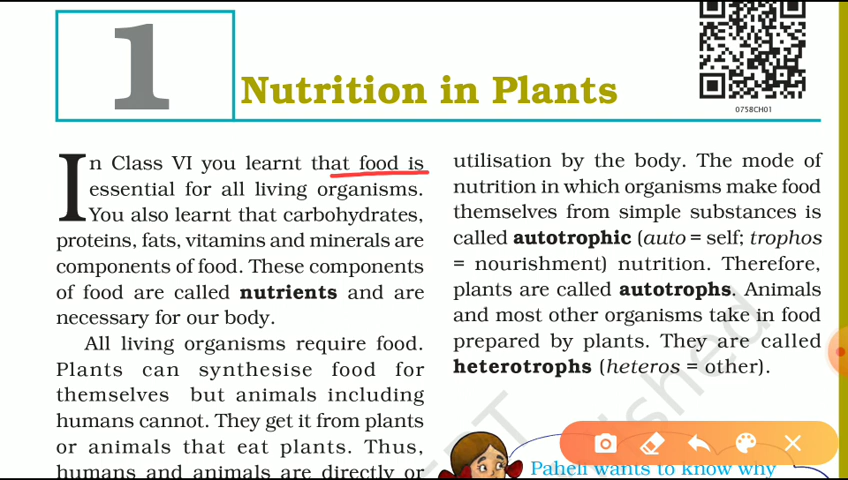 1
Nutrition in Plants
0758CH01
In Class VI you learnt that food is
essential for all living organisms.
You also learnt that carbohydrates,
proteins, fats, vitamins and minerals are
components of food. These components
of food are called nutrients and are
necessary for our body.
All living organisms require food.
Plants can synthesise food for
themselves but animals including
humans cannot. They get it from plants
or animals that eat plants. Thus,
humans and animals are directly or
utilisation by the body. The mode of
nutrition in which organisms make food
themselves from simple substances is
called autotrophic (auto = self; trophos
= nourishment) nutrition. Therefore,
plants are called autotrophs. Animals
and most other organisms take in food
prepared by plants. They are called
heterotrophs (heteros = other).
Paheli wants to know why